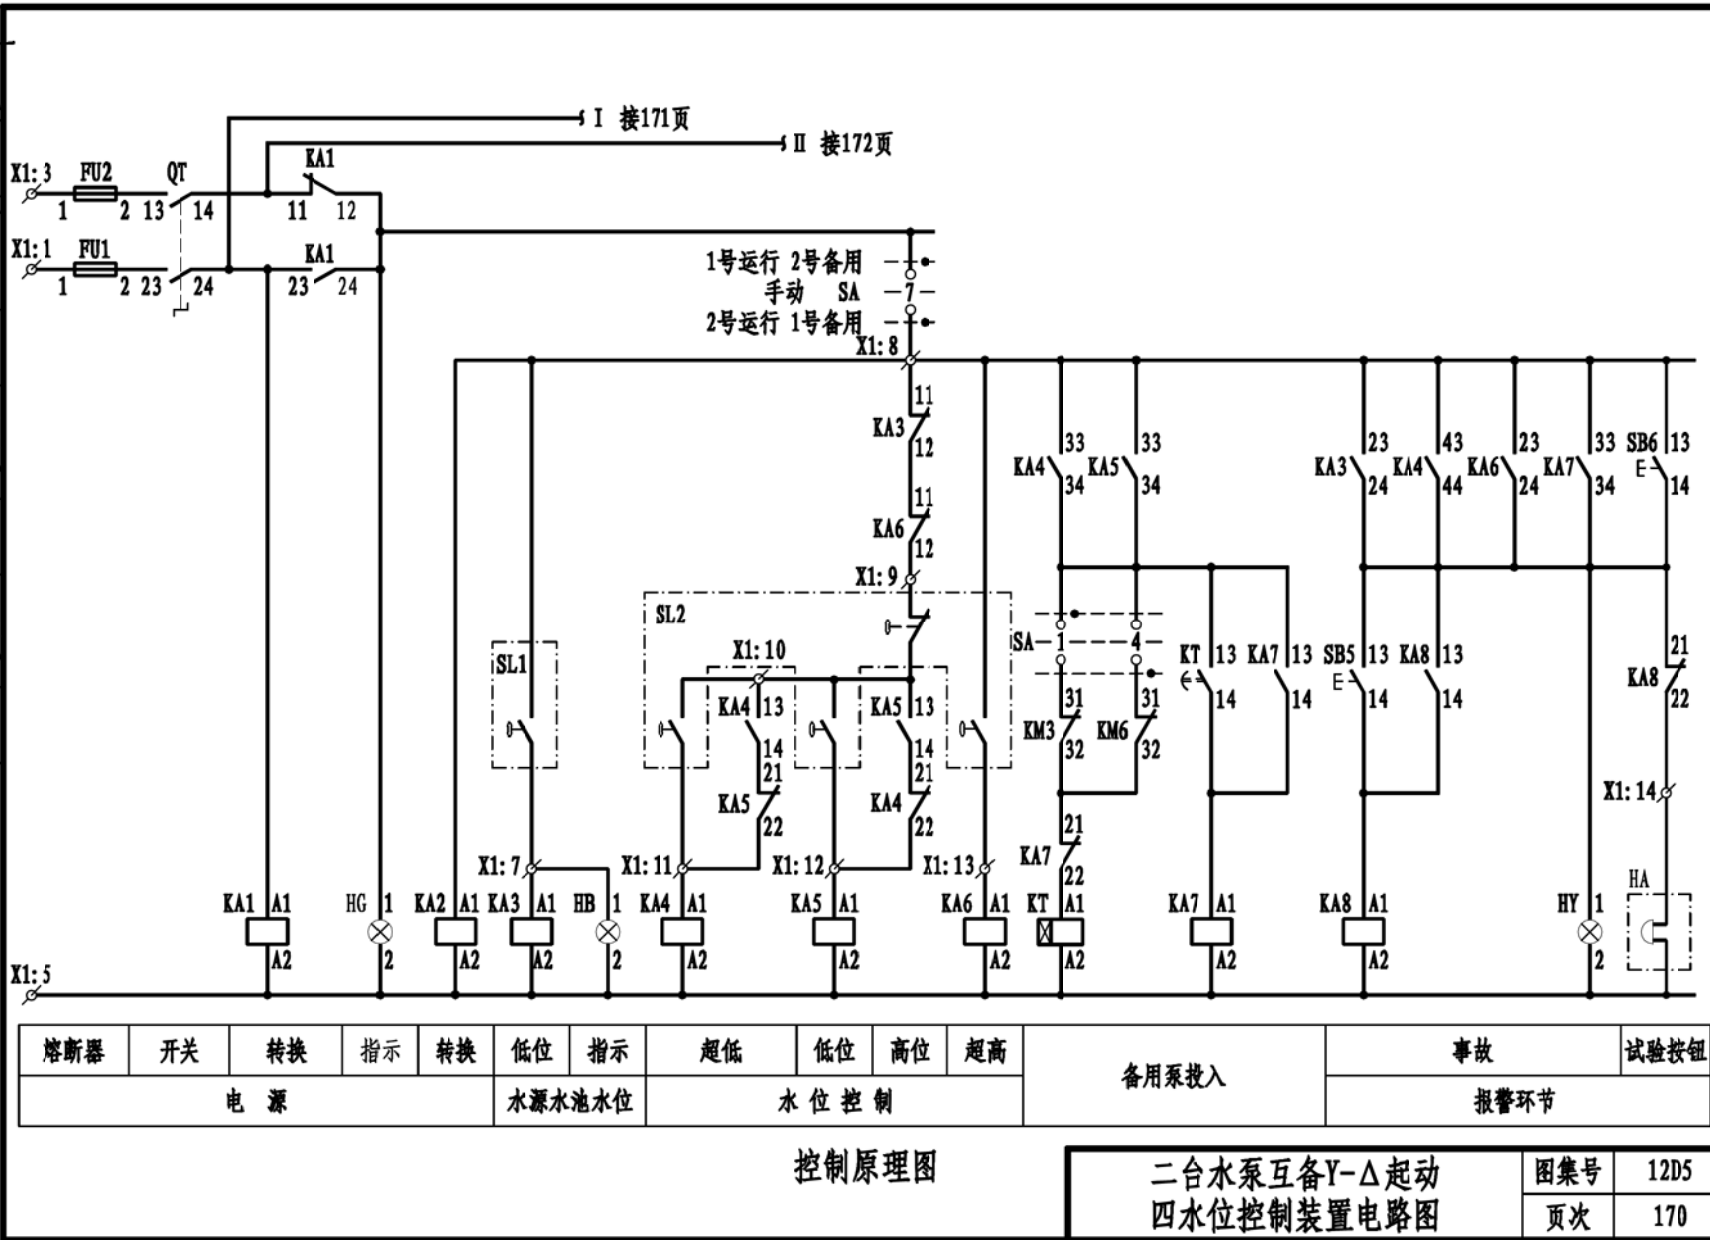 I 接171页
II 接172页
X1:3 FU2 QT KA1
1 2 13 14 11 12
X1:1 FU1 KA1
1 2 23 24 23 24
1号运行 2号备用
手动 SA 7
2号运行 1号备用
X1:8
11
KA3
12
11
KA6
12
X1:9
33 33 23 43 23 33 SB6 13
KA4 KA5 KA3 KA4 KA6 KA7 E
34 34 24 44 24 34 14
SL2
SA 1 4
X1:10
SL1
KT 13 KA7 13 SB5 13 KA8 13
E
14 14 14 14
21
KA8
22
KA4 13 KA5 13
14 14
31 31
KM3 KM6
32 32
21 21
KA5 KA4
22 22
X1:14
21
KA7
22
X1:7 X1:11 X1:12 X1:13
HA
KA1 A1 HG 1 KA2 A1 KA3 A1 HB 1 KA4 A1 KA5 A1 KA6 A1 KT A1 KA7 A1 KA8 A1 HY 1
A2 2 A2 A2 2 A2 A2 A2 A2 A2 A2 2
X1:5
熔断器 开关 转换 指示 转换 低位 指示 超低 低位 高位 超高 备用泵投入 事故 试验按钮
电 源 水源水池水位 水 位 控 制 报警环节
控制原理图
二台水泵互备Y-Δ起动 图集号 12D5
四水位控制装置电路图 页次 170